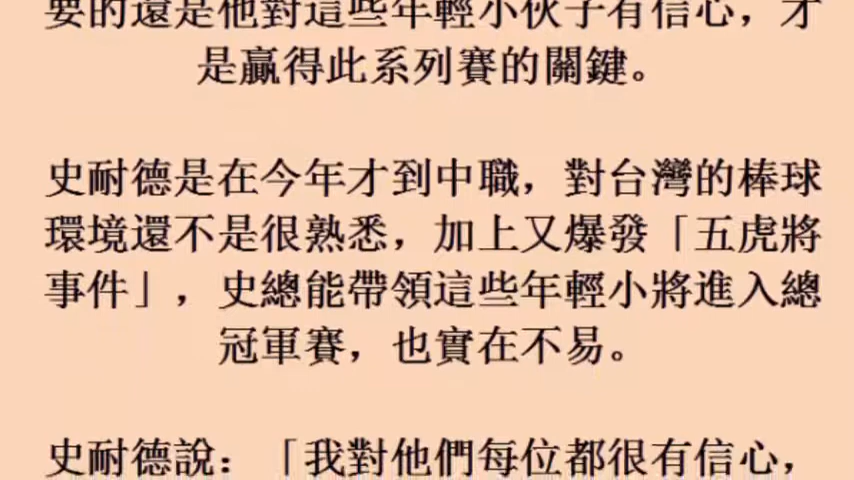 要的還是他對這些年輕小伙子有信心，才
是贏得此系列賽的關鍵。
史耐德是在今年才到中職，對台灣的棒球
環境還不是很熟悉，加上又爆發「五虎將
事件」，史總能帶領這些年輕小將進入總
冠軍賽，也實在不易。
史耐德說：「我對他們每位都很有信心，